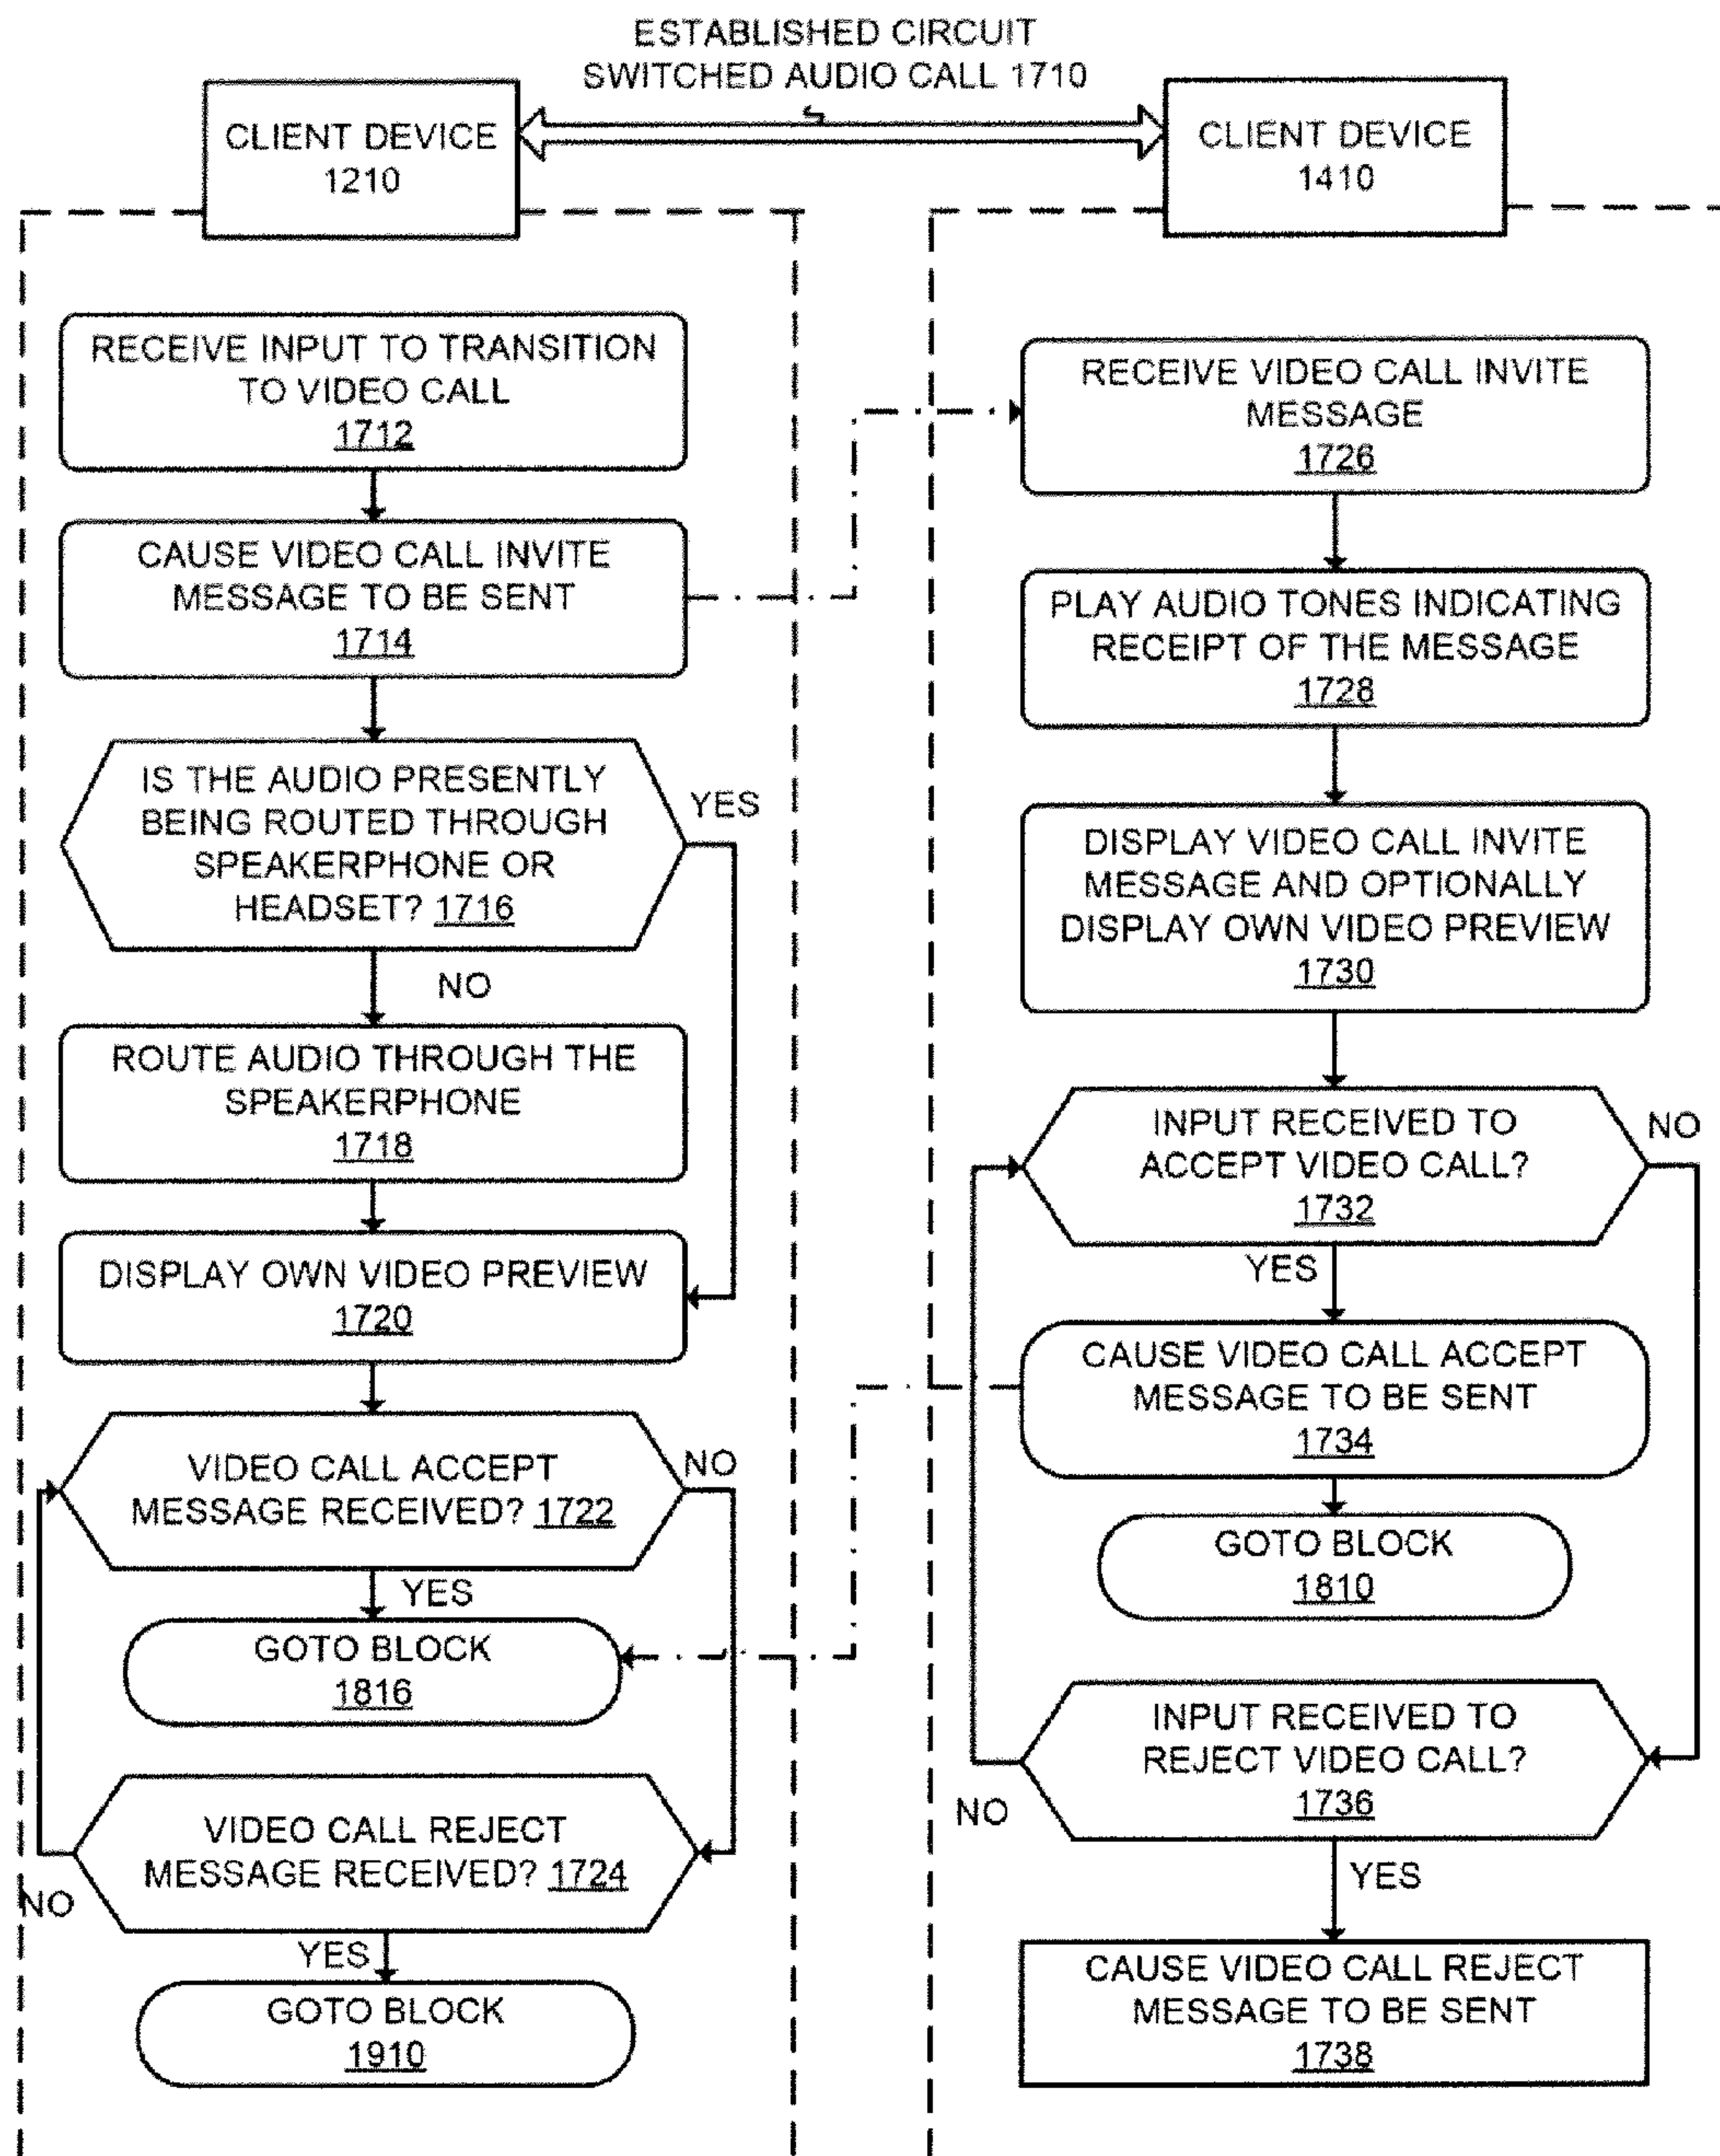 ESTABLISHED CIRCUIT
SWITCHED AUDIO CALL 1710
CLIENT DEVICE
1210
CLIENT DEVICE
1410
RECEIVE INPUT TO TRANSITION
TO VIDEO CALL
1712
CAUSE VIDEO CALL INVITE
MESSAGE TO BE SENT
1714
IS THE AUDIO PRESENTLY
BEING ROUTED THROUGH
SPEAKERPHONE OR
HEADSET? 1716
YES
NO
ROUTE AUDIO THROUGH THE
SPEAKERPHONE
1718
DISPLAY OWN VIDEO PREVIEW
1720
VIDEO CALL ACCEPT
MESSAGE RECEIVED? 1722
NO
YES
GOTO BLOCK
1816
VIDEO CALL REJECT
MESSAGE RECEIVED? 1724
NO
YES
GOTO BLOCK
1910
RECEIVE VIDEO CALL INVITE
MESSAGE
1726
PLAY AUDIO TONES INDICATING
RECEIPT OF THE MESSAGE
1728
DISPLAY VIDEO CALL INVITE
MESSAGE AND OPTIONALLY
DISPLAY OWN VIDEO PREVIEW
1730
INPUT RECEIVED TO
ACCEPT VIDEO CALL?
1732
NO
YES
CAUSE VIDEO CALL ACCEPT
MESSAGE TO BE SENT
1734
GOTO BLOCK
1810
INPUT RECEIVED TO
REJECT VIDEO CALL?
1736
NO
YES
CAUSE VIDEO CALL REJECT
MESSAGE TO BE SENT
1738